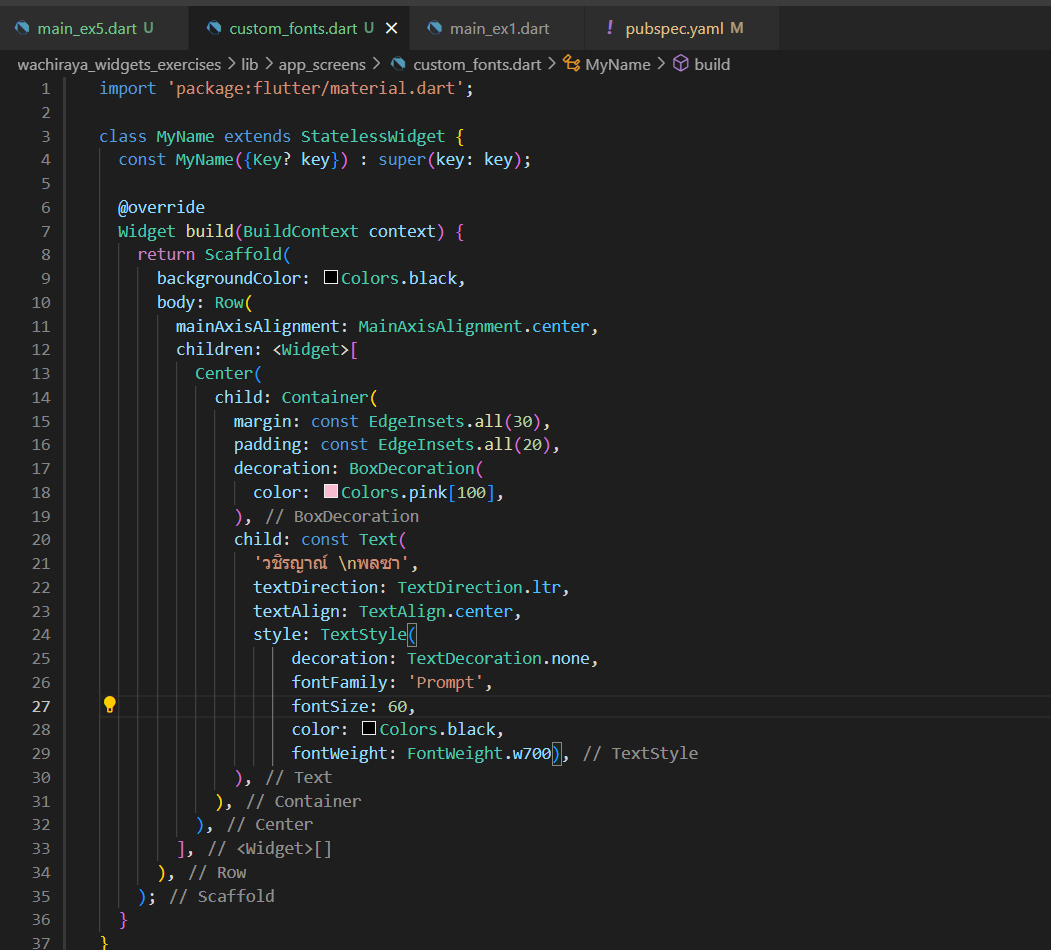 main_ex5.dart U custom_fonts.dart U main_ex1.dart ! pubspec.yaml M
wachiraya_widgets_exercises > lib > app_screens > custom_fonts.dart > MyName > build
1 import 'package:flutter/material.dart';
2
3 class MyName extends StatelessWidget {
4 const MyName({Key? key}) : super(key: key);
5
6 @override
7 Widget build(BuildContext context) {
8 return Scaffold(
9 backgroundColor: Colors.black,
10 body: Row(
11 mainAxisAlignment: MainAxisAlignment.center,
12 children: <Widget>[
13 Center(
14 child: Container(
15 margin: const EdgeInsets.all(30),
16 padding: const EdgeInsets.all(20),
17 decoration: BoxDecoration(
18 color: Colors.pink[100],
19 ), // BoxDecoration
20 child: const Text(
21 'วชิรญาณ์ \nพลซา',
22 textDirection: TextDirection.ltr,
23 textAlign: TextAlign.center,
24 style: TextStyle(
25 decoration: TextDecoration.none,
26 fontFamily: 'Prompt',
27 fontSize: 60,
28 color: Colors.black,
29 fontWeight: FontWeight.w700), // TextStyle
30 ), // Text
31 ), // Container
32 ), // Center
33 ], // <Widget>[]
34 ), // Row
35 ); // Scaffold
36 }
37 }